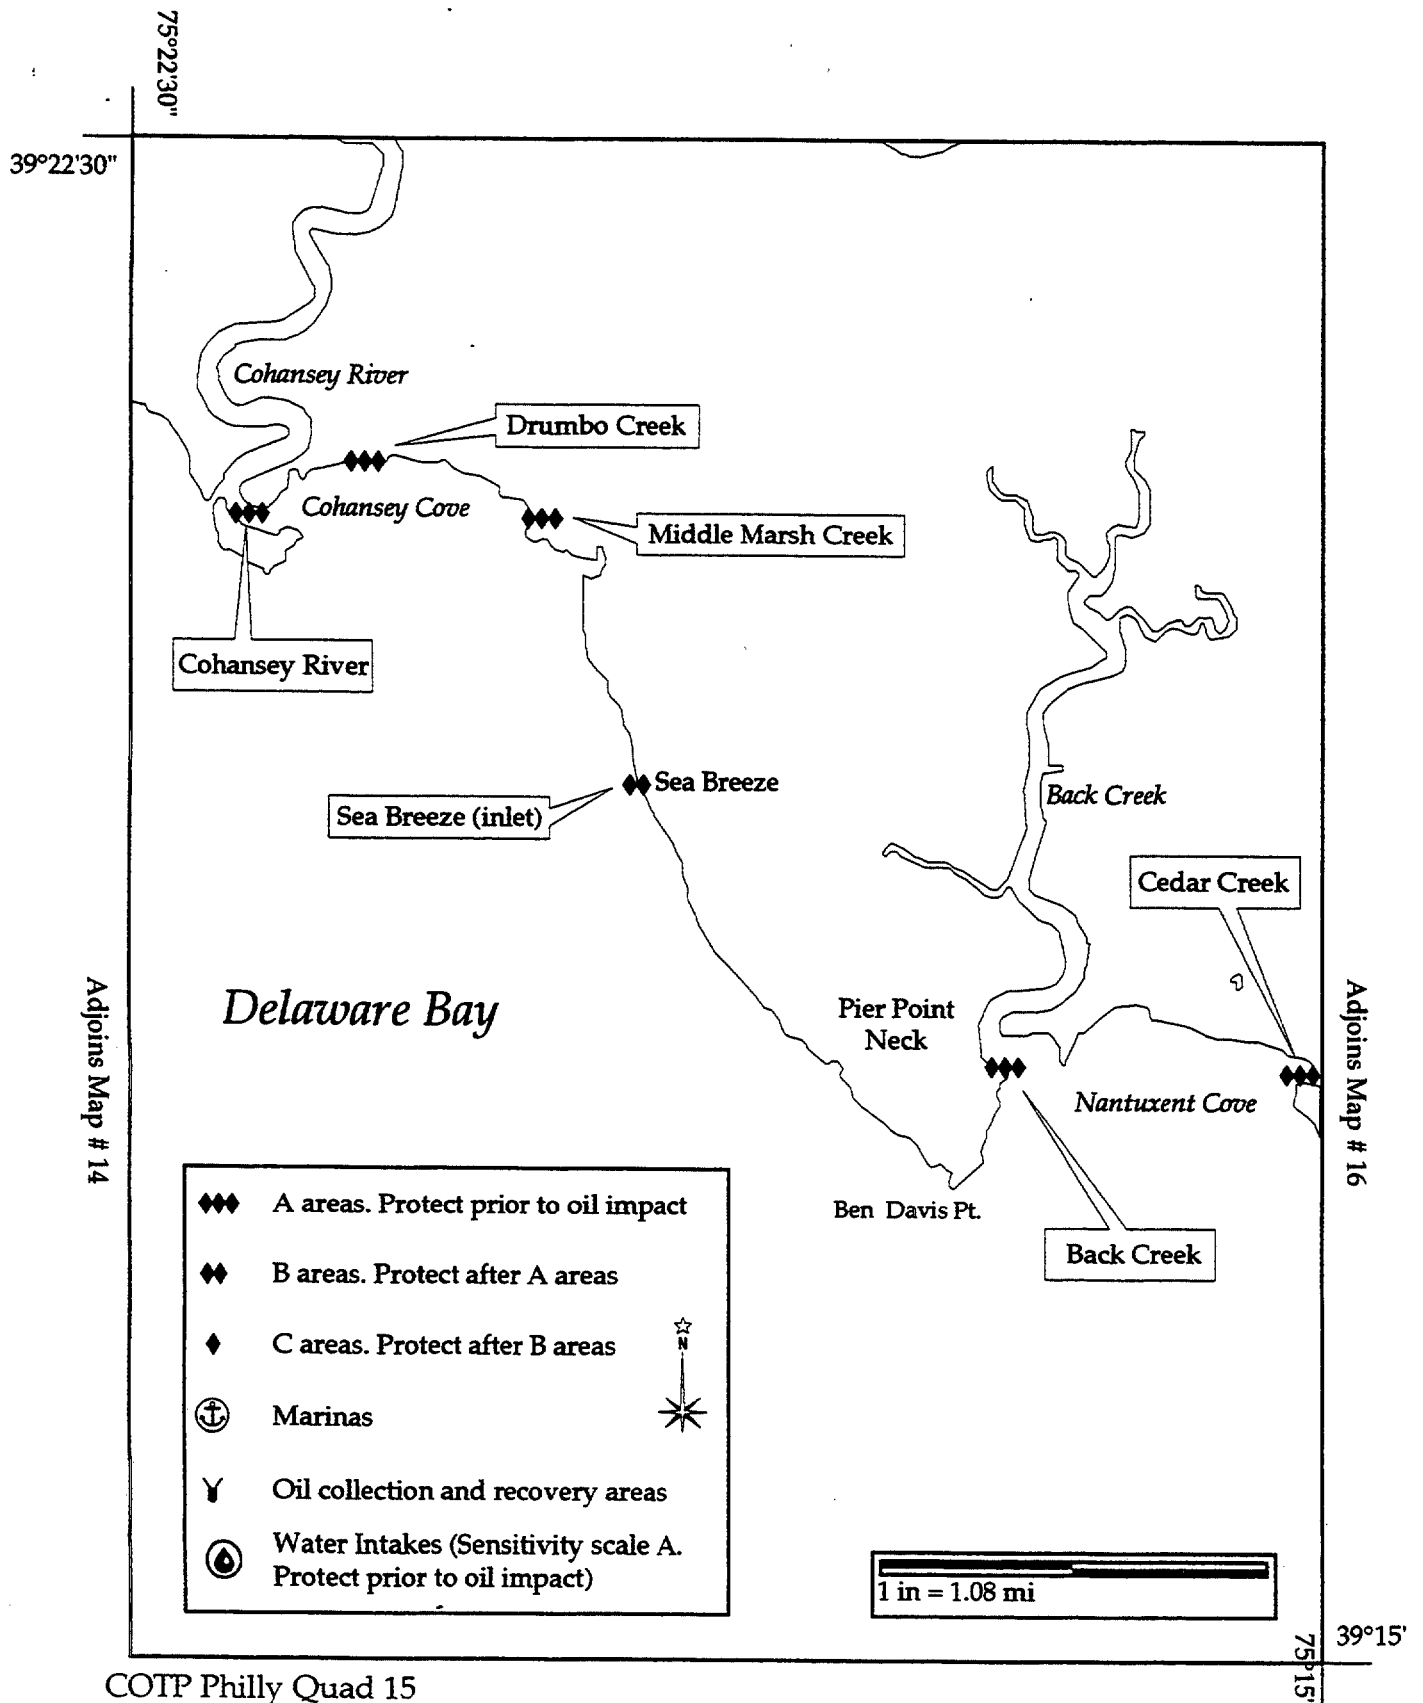 75°22'30"
39°22'30"
Cohansey River
Drumbo Creek
Cohansey Cove
Middle Marsh Creek
Cohansey River
Sea Breeze
Sea Breeze (inlet)
Back Creek
Cedar Creek
Adjoins Map # 14
Delaware Bay
Pier Point
Neck
Adjoins Map # 16
Nantuxent Cove
Ben Davis Pt.
Back Creek
A areas. Protect prior to oil impact
B areas. Protect after A areas
C areas. Protect after B areas
N
Marinas
Oil collection and recovery areas
Water Intakes (Sensitivity scale A.
Protect prior to oil impact)
1 in = 1.08 mi
39°15'
75°15'
COTP Philly Quad 15